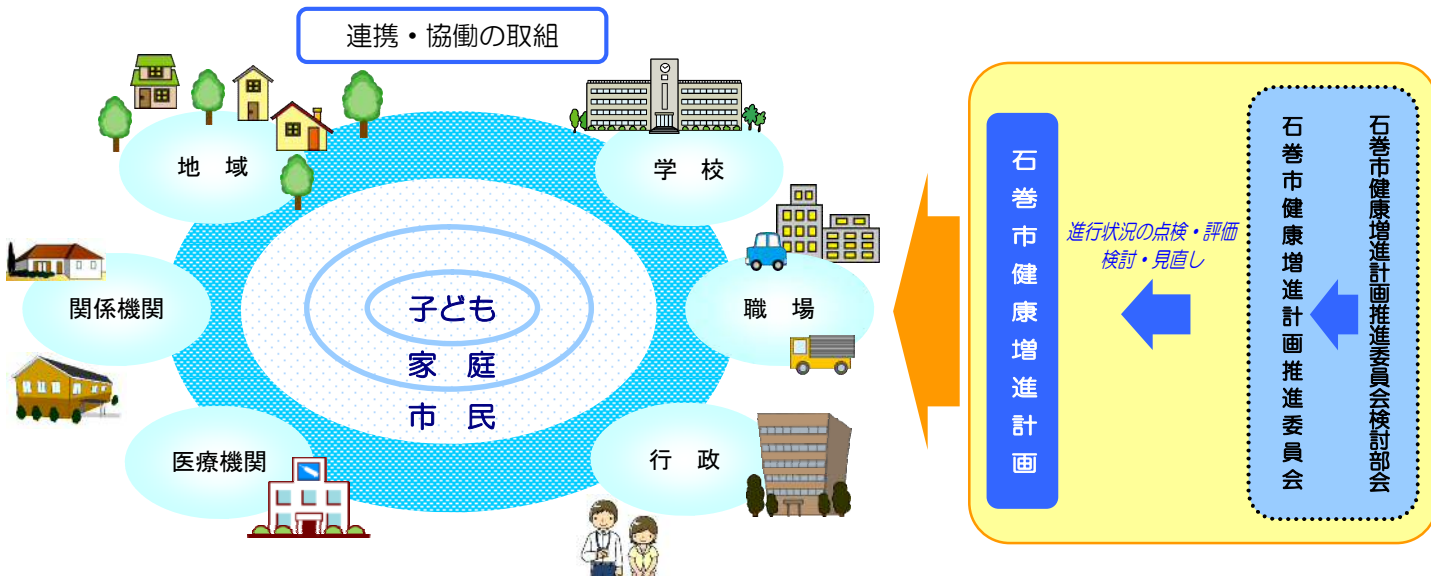 連携・協働の取組
地域
学校
関係機関
職場
医療機関
行政
子ども
家庭
市民
石巻市健康増進計画
進行状況の点検・評価
検討・見直し
石巻市健康増進計画推進委員会
石巻市健康増進計画推進委員会検討部会